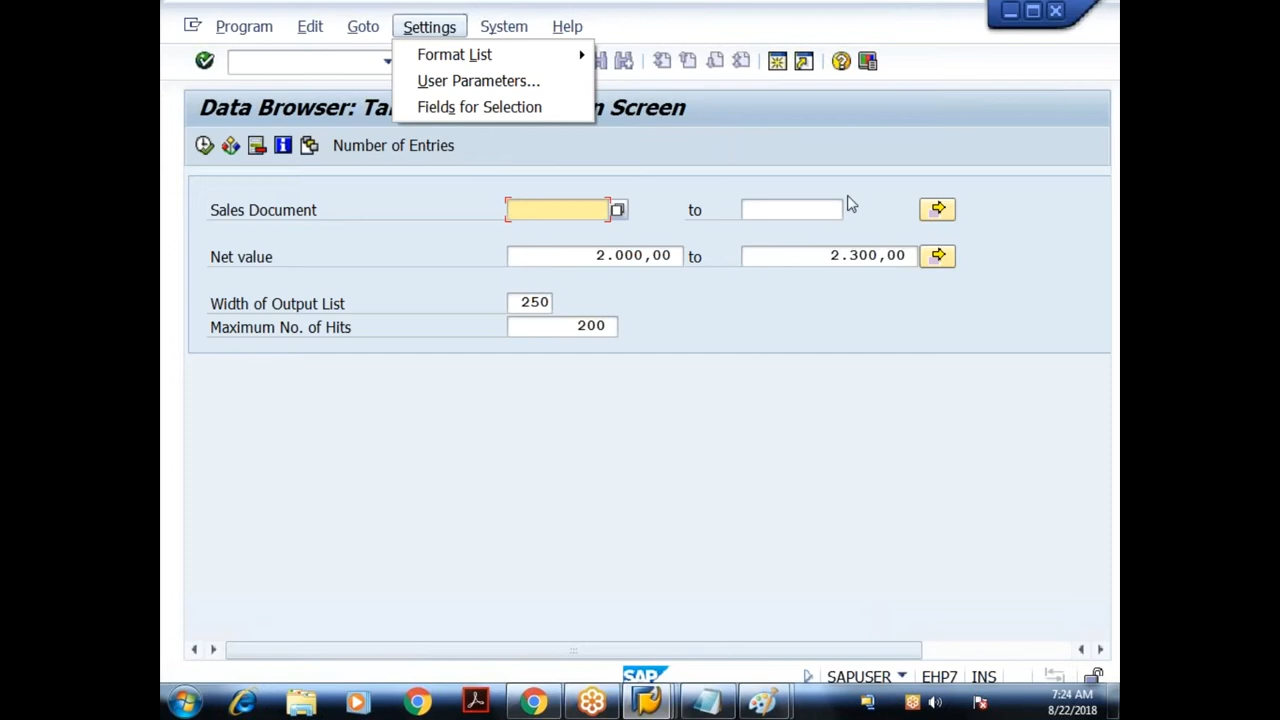 Program Edit Goto Settings System Help
Format List
User Parameters...
Fields for Selection
Data Browser: Ta n Screen
Number of Entries
Sales Document to
Net value 2.000,00 to 2.300,00
Width of Output List 250
Maximum No. of Hits 200
SAP SAPUSER EHP7 INS
7:24 AM
8/22/2018